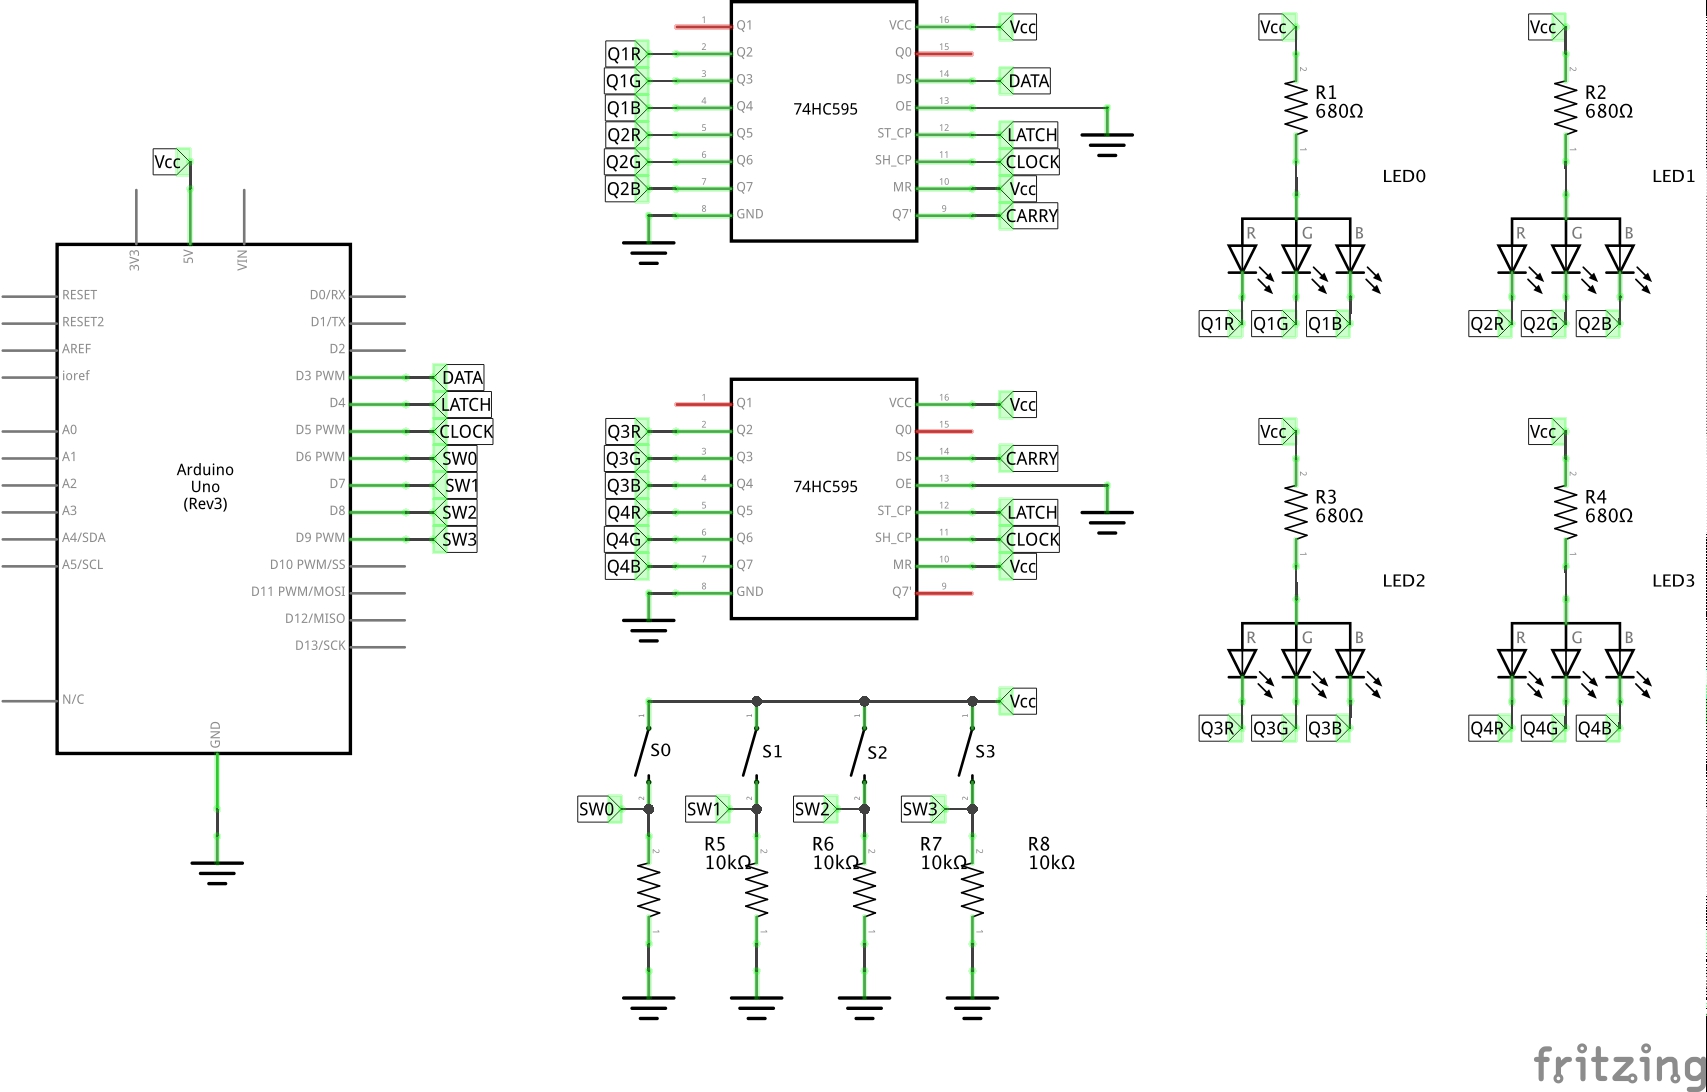 Vcc
3V3
5V
VIN
RESET
RESET2
AREF
ioref
A0
A1
A2
A3
A4/SDA
A5/SCL
N/C
Arduino
Uno
(Rev3)
D0/RX
D1/TX
D2
D3 PWM
D4
D5 PWM
D6 PWM
D7
D8
D9 PWM
D10 PWM/SS
D11 PWM/MOSI
D12/MISO
D13/SCK
GND
DATA
LATCH
CLOCK
SW0
SW1
SW2
SW3
1 Q1 VCC 16 Vcc
Q1R 2 Q2 Q0 15
Q1G 3 Q3 DS 14 DATA
Q1B 4 Q4 74HC595 OE 13
Q2R 5 Q5 ST_CP 12 LATCH
Q2G 6 Q6 SH_CP 11 CLOCK
Q2B 7 Q7 MR 10 Vcc
8 GND Q7' 9 CARRY
1 Q1 VCC 16 Vcc
Q3R 2 Q2 Q0 15
Q3G 3 Q3 DS 14 CARRY
Q3B 4 Q4 74HC595 OE 13
Q4R 5 Q5 ST_CP 12 LATCH
Q4G 6 Q6 SH_CP 11 CLOCK
Q4B 7 Q7 MR 10 Vcc
8 GND Q7' 9
Vcc
1 1 1 1
S0 S1 S2 S3
2 2 2 2
SW0 SW1 SW2 SW3
R5 R6 R7 R8
10kΩ 10kΩ 10kΩ 10kΩ
2 2 2 2
1 1 1 1
Vcc
2
R1
680Ω
1
LED0
R G B
Q1R Q1G Q1B
Vcc
2
R2
680Ω
1
LED1
R G B
Q2R Q2G Q2B
Vcc
2
R3
680Ω
1
LED2
R G B
Q3R Q3G Q3B
Vcc
2
R4
680Ω
1
LED3
R G B
Q4R Q4G Q4B
fritzing